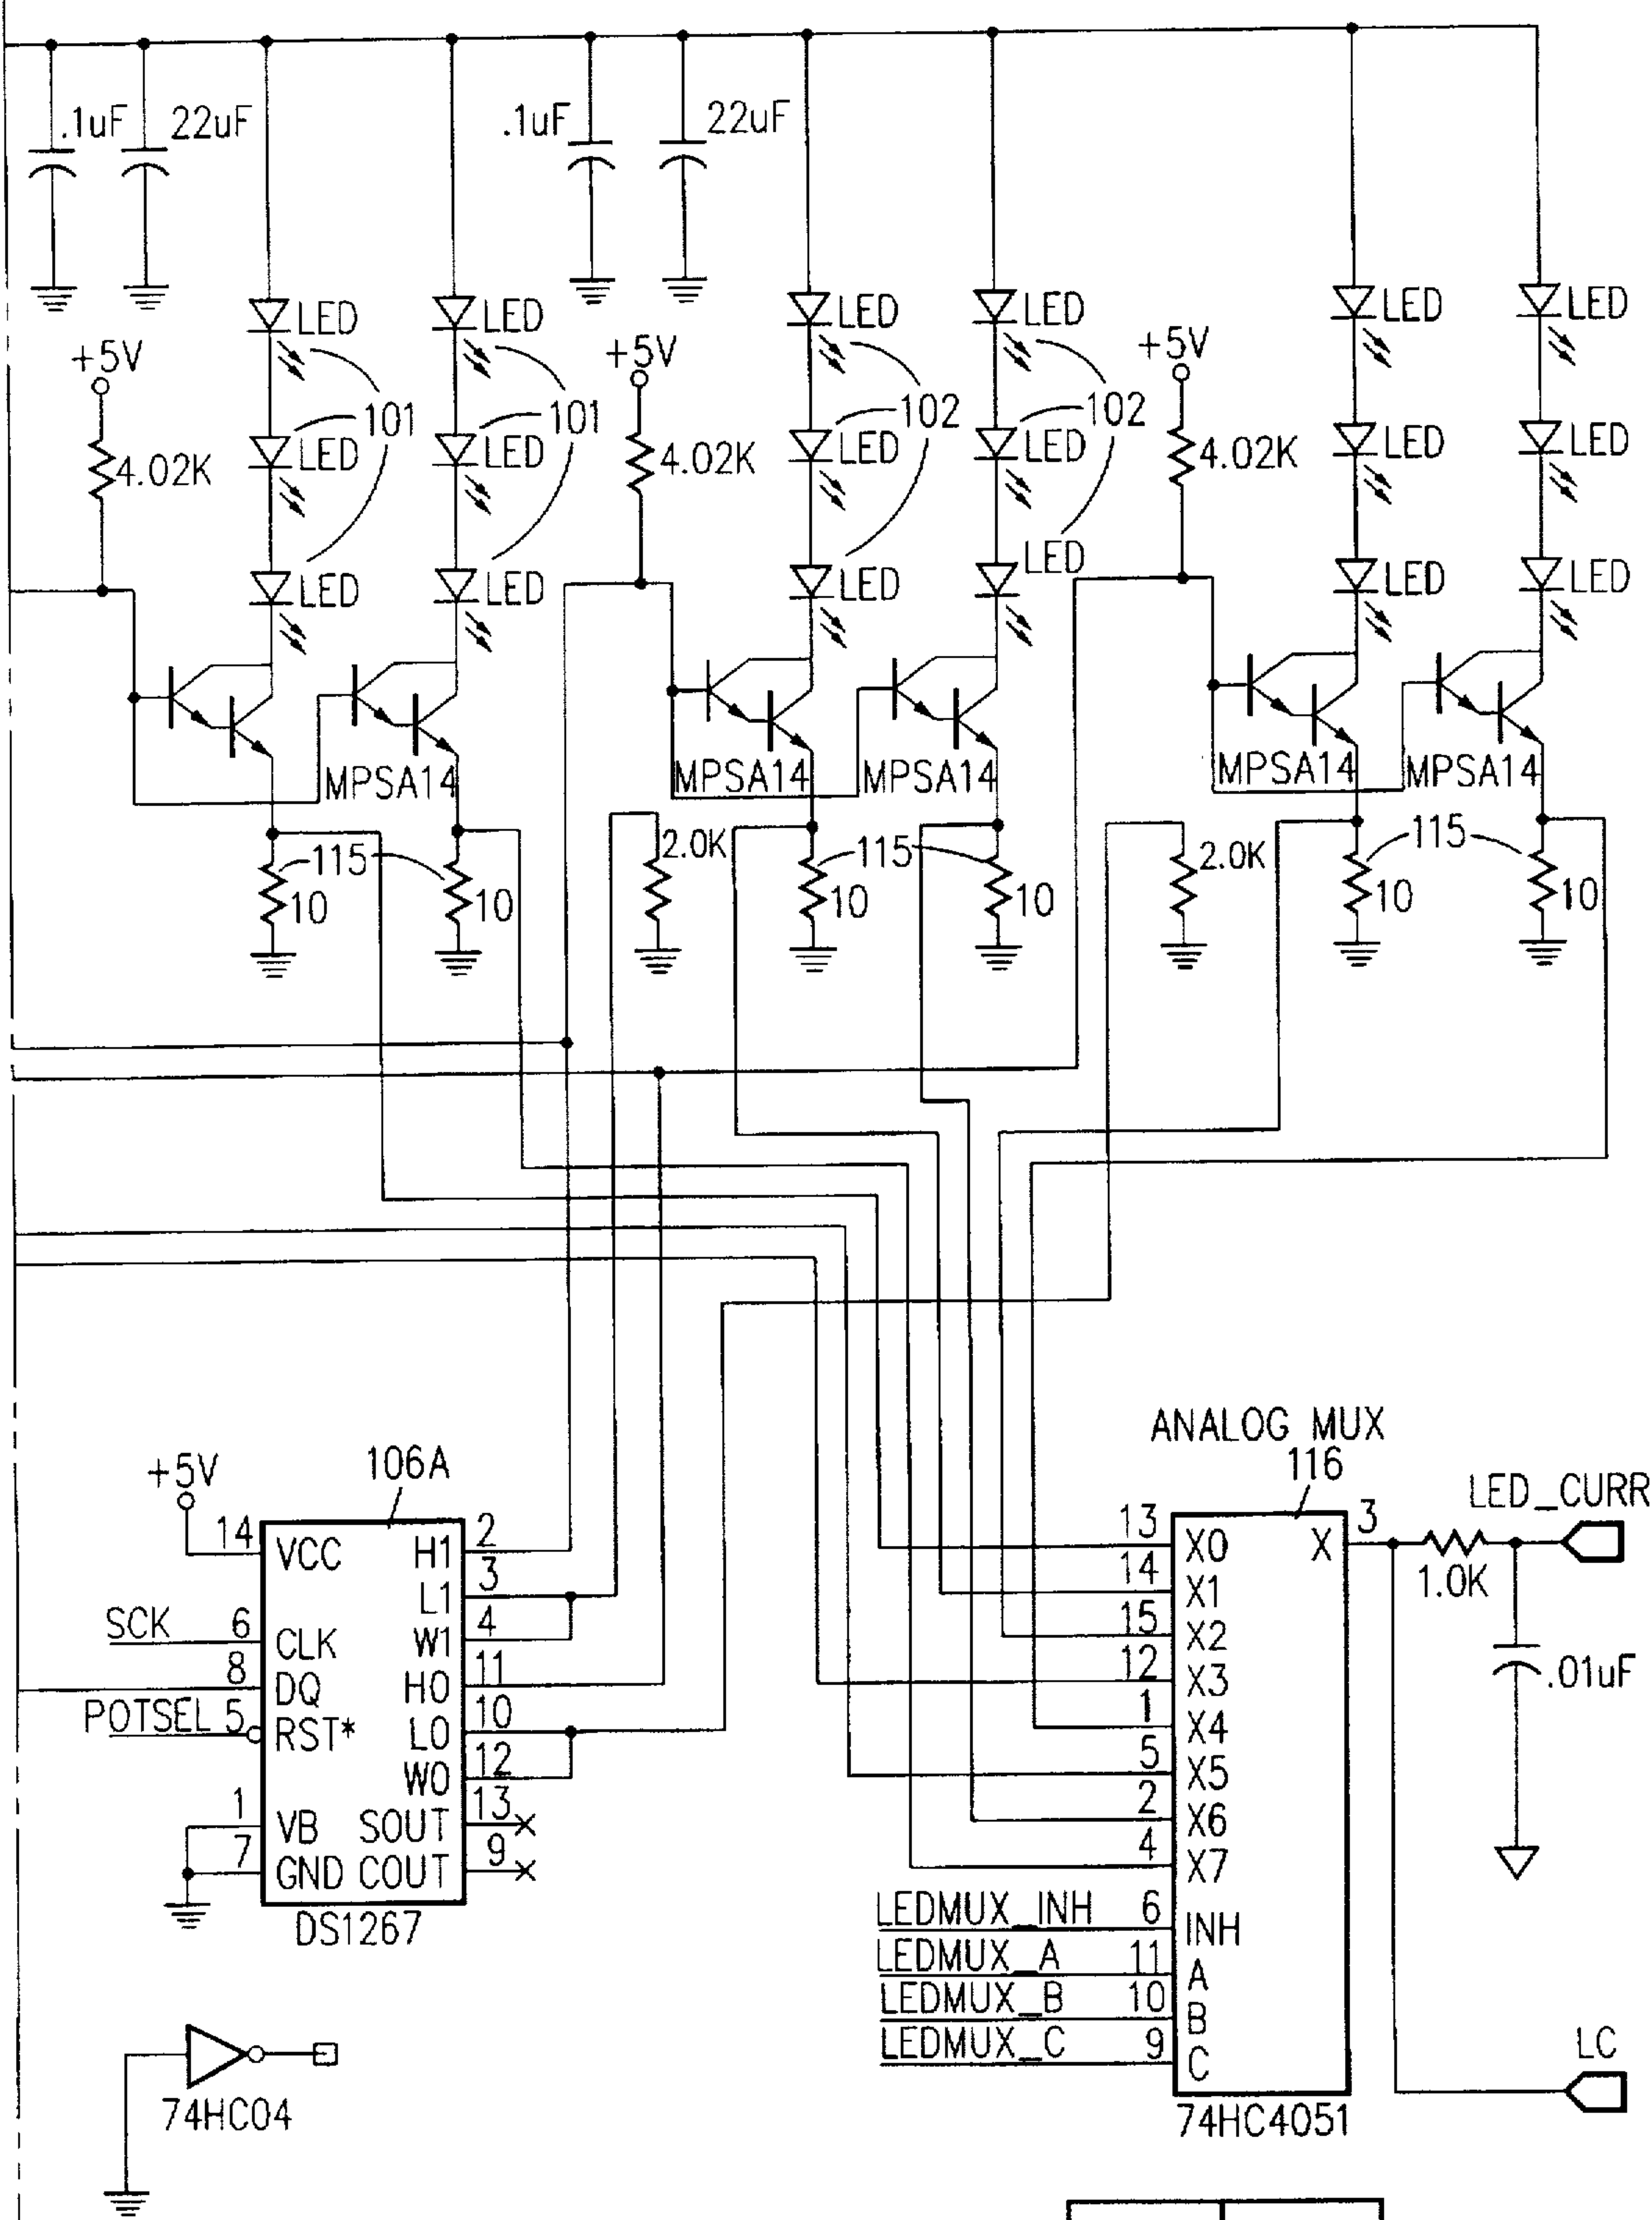 .1uF 22uF .1uF 22uF
LED LED LED LED LED LED
+5V +5V +5V
101 101 102 102
4.02K LED LED 4.02K LED LED 4.02K LED LED
LED LED LED LED LED LED
MPSA14 MPSA14 MPSA14 MPSA14 MPSA14
115 2.0K 115 2.0K 115
10 10 10 10 10 10
ANALOG MUX
116
106A
+5V
14 VCC H1 2
L1 3
SCK 6 CLK W1 4
8 DQ H0 11
POTSEL 5 RST* L0 10
W0 12
1 VB SOUT 13
7 GND COUT 9
DS1267
13 X0 X 3
14 X1
15 X2
12 X3
1 X4
5 X5
2 X6
4 X7
LEDMUX_INH 6 INH
LEDMUX_A 11 A
LEDMUX_B 10 B
LEDMUX_C 9 C
74HC4051
LED_CURR
1.0K
.01uF
LC
74HC04